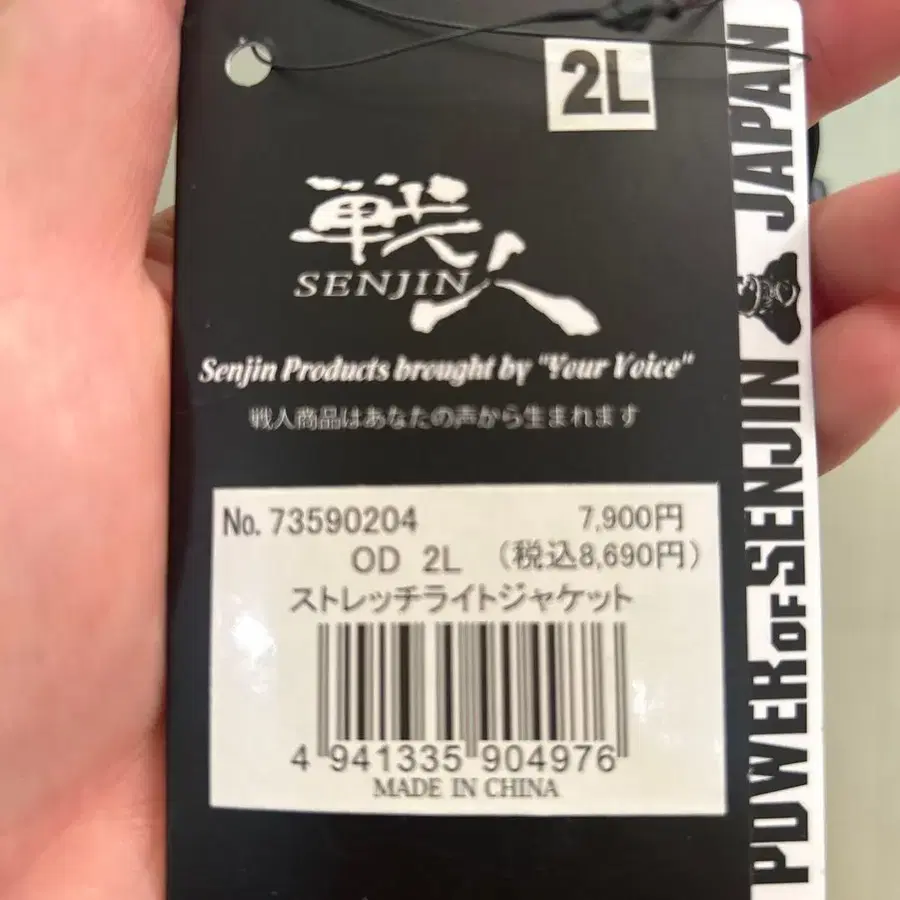 2L
戦人
SENJIN
Senjin Products brought by "Your Voice"
戦人商品はあなたの声から生まれます
No. 73590204 7,900円
OD 2L (税込8,690円)
ストレッチライトジャケット
4 941335 904976
MADE IN CHINA
POWER OF SENJIN JAPAN